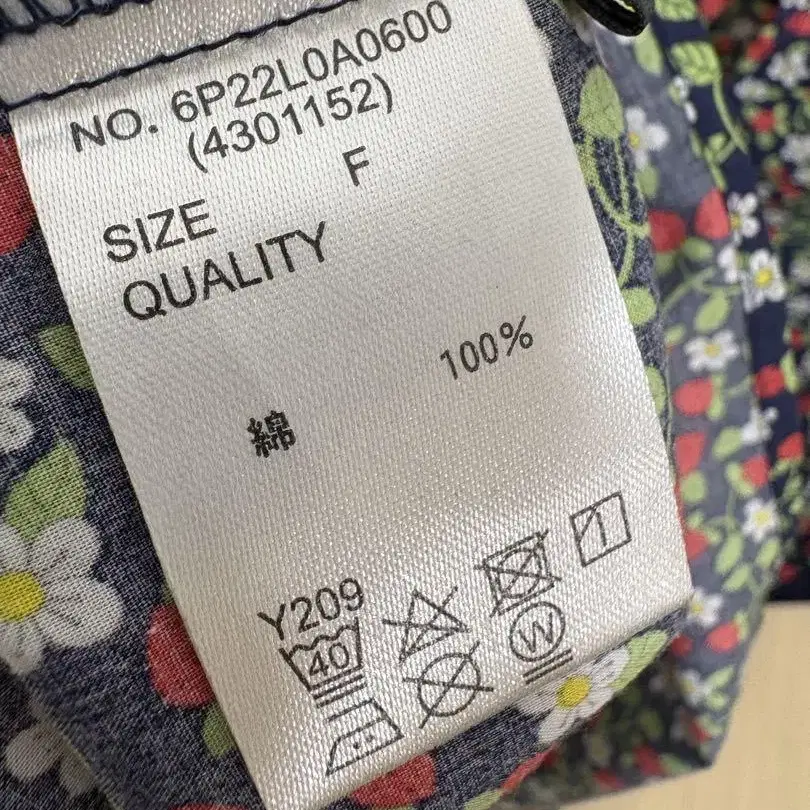 NO. 6P22L0A0600
(4301152)
SIZE F
QUALITY
100%
綿
Y209
40
W